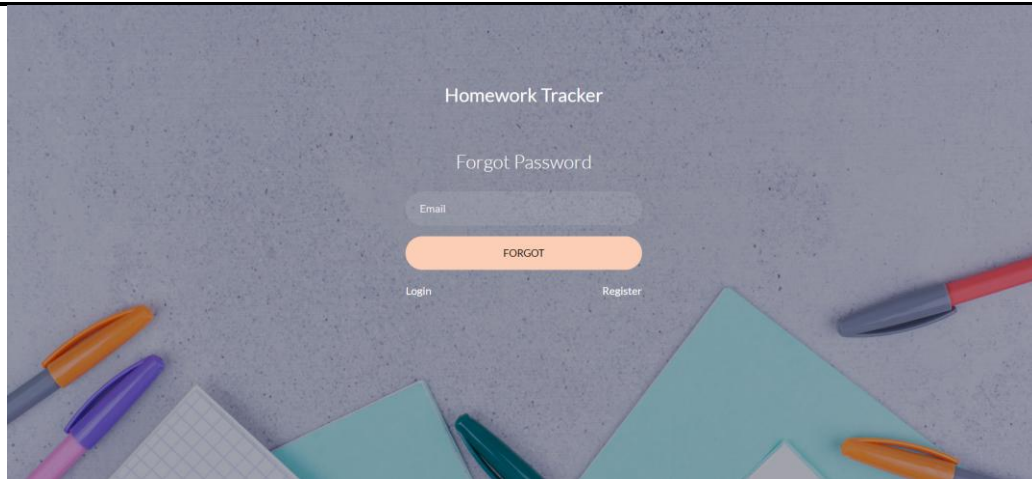 Homework Tracker
Forgot Password
Email
FORGOT
Login Register